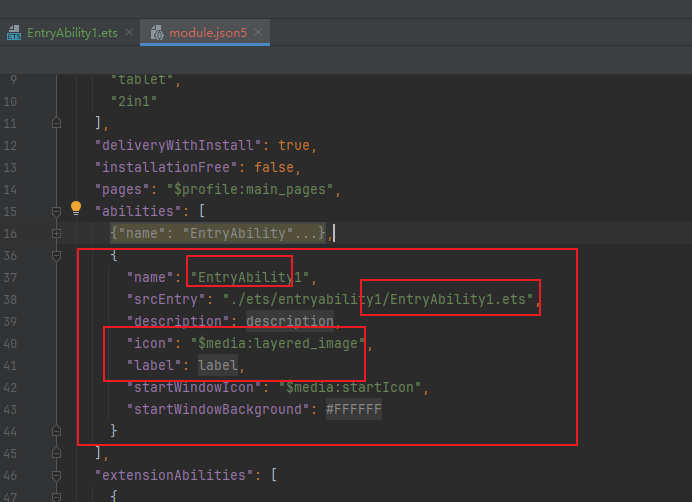 EntryAbility1.ets module.json5
9 "tablet",
10 "2in1"
11 ],
12 "deliveryWithInstall": true,
13 "installationFree": false,
14 "pages": "$profile:main_pages",
15 "abilities": [
16 {"name": "EntryAbility"...},
36 {
37 "name": "EntryAbility1",
38 "srcEntry": "./ets/entryability1/EntryAbility1.ets",
39 "description": description,
40 "icon": "$media:layered_image",
41 "label": label,
42 "startWindowIcon": "$media:startIcon",
43 "startWindowBackground": #FFFFFF
44 }
45 ],
46 "extensionAbilities": [
47 {